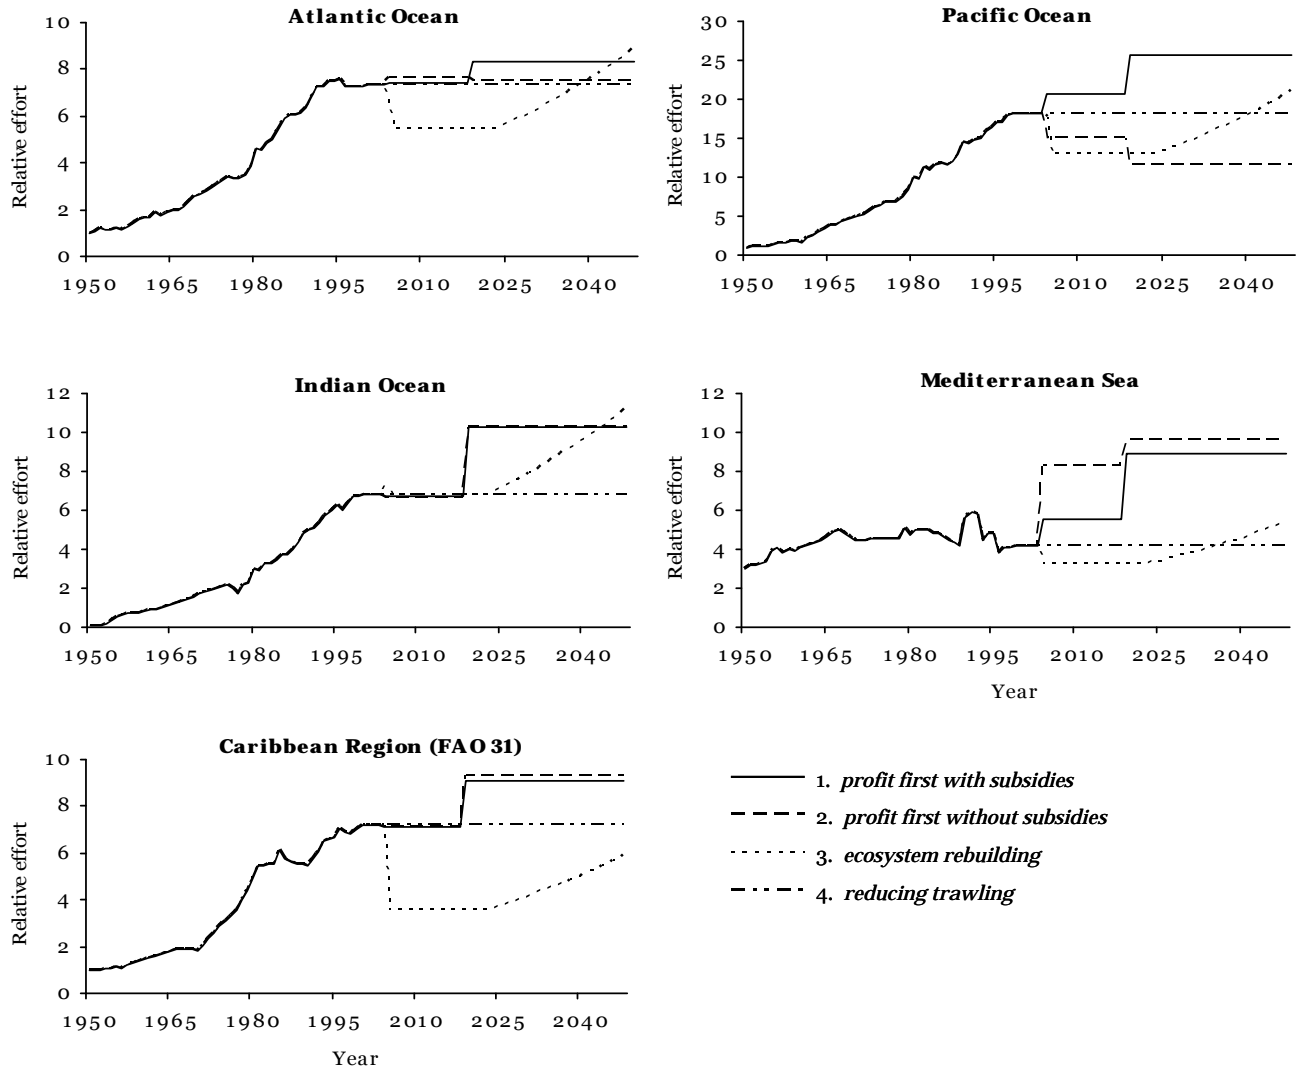 Atlantic Ocean
10
8
6
4
2
0
Relative effort
1950 1965 1980 1995 2010 2025 2040
Pacific Ocean
30
25
20
15
10
5
0
Relative effort
1950 1965 1980 1995 2010 2025 2040
Indian Ocean
12
10
8
6
4
2
0
Relative effort
1950 1965 1980 1995 2010 2025 2040
Mediterranean Sea
12
10
8
6
4
2
0
Relative effort
1950 1965 1980 1995 2010 2025 2040
Year
Caribbean Region (FAO 31)
10
8
6
4
2
0
Relative effort
1950 1965 1980 1995 2010 2025 2040
Year
1. profit first with subsidies
2. profit first without subsidies
3. ecosystem rebuilding
4. reducing trawling